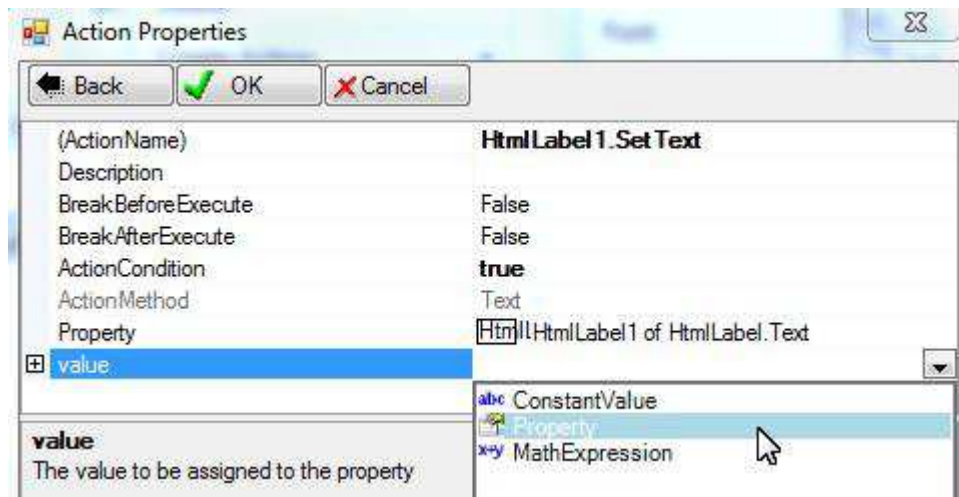 Action Properties
Back OK Cancel
(ActionName) HtmlLabel1.SetText
Description
BreakBeforeExecute False
BreakAfterExecute False
ActionCondition true
ActionMethod Text
Property HtmlLabel1 of HtmlLabel.Text
value
abc ConstantValue
Property
x+y MathExpression
value
The value to be assigned to the property